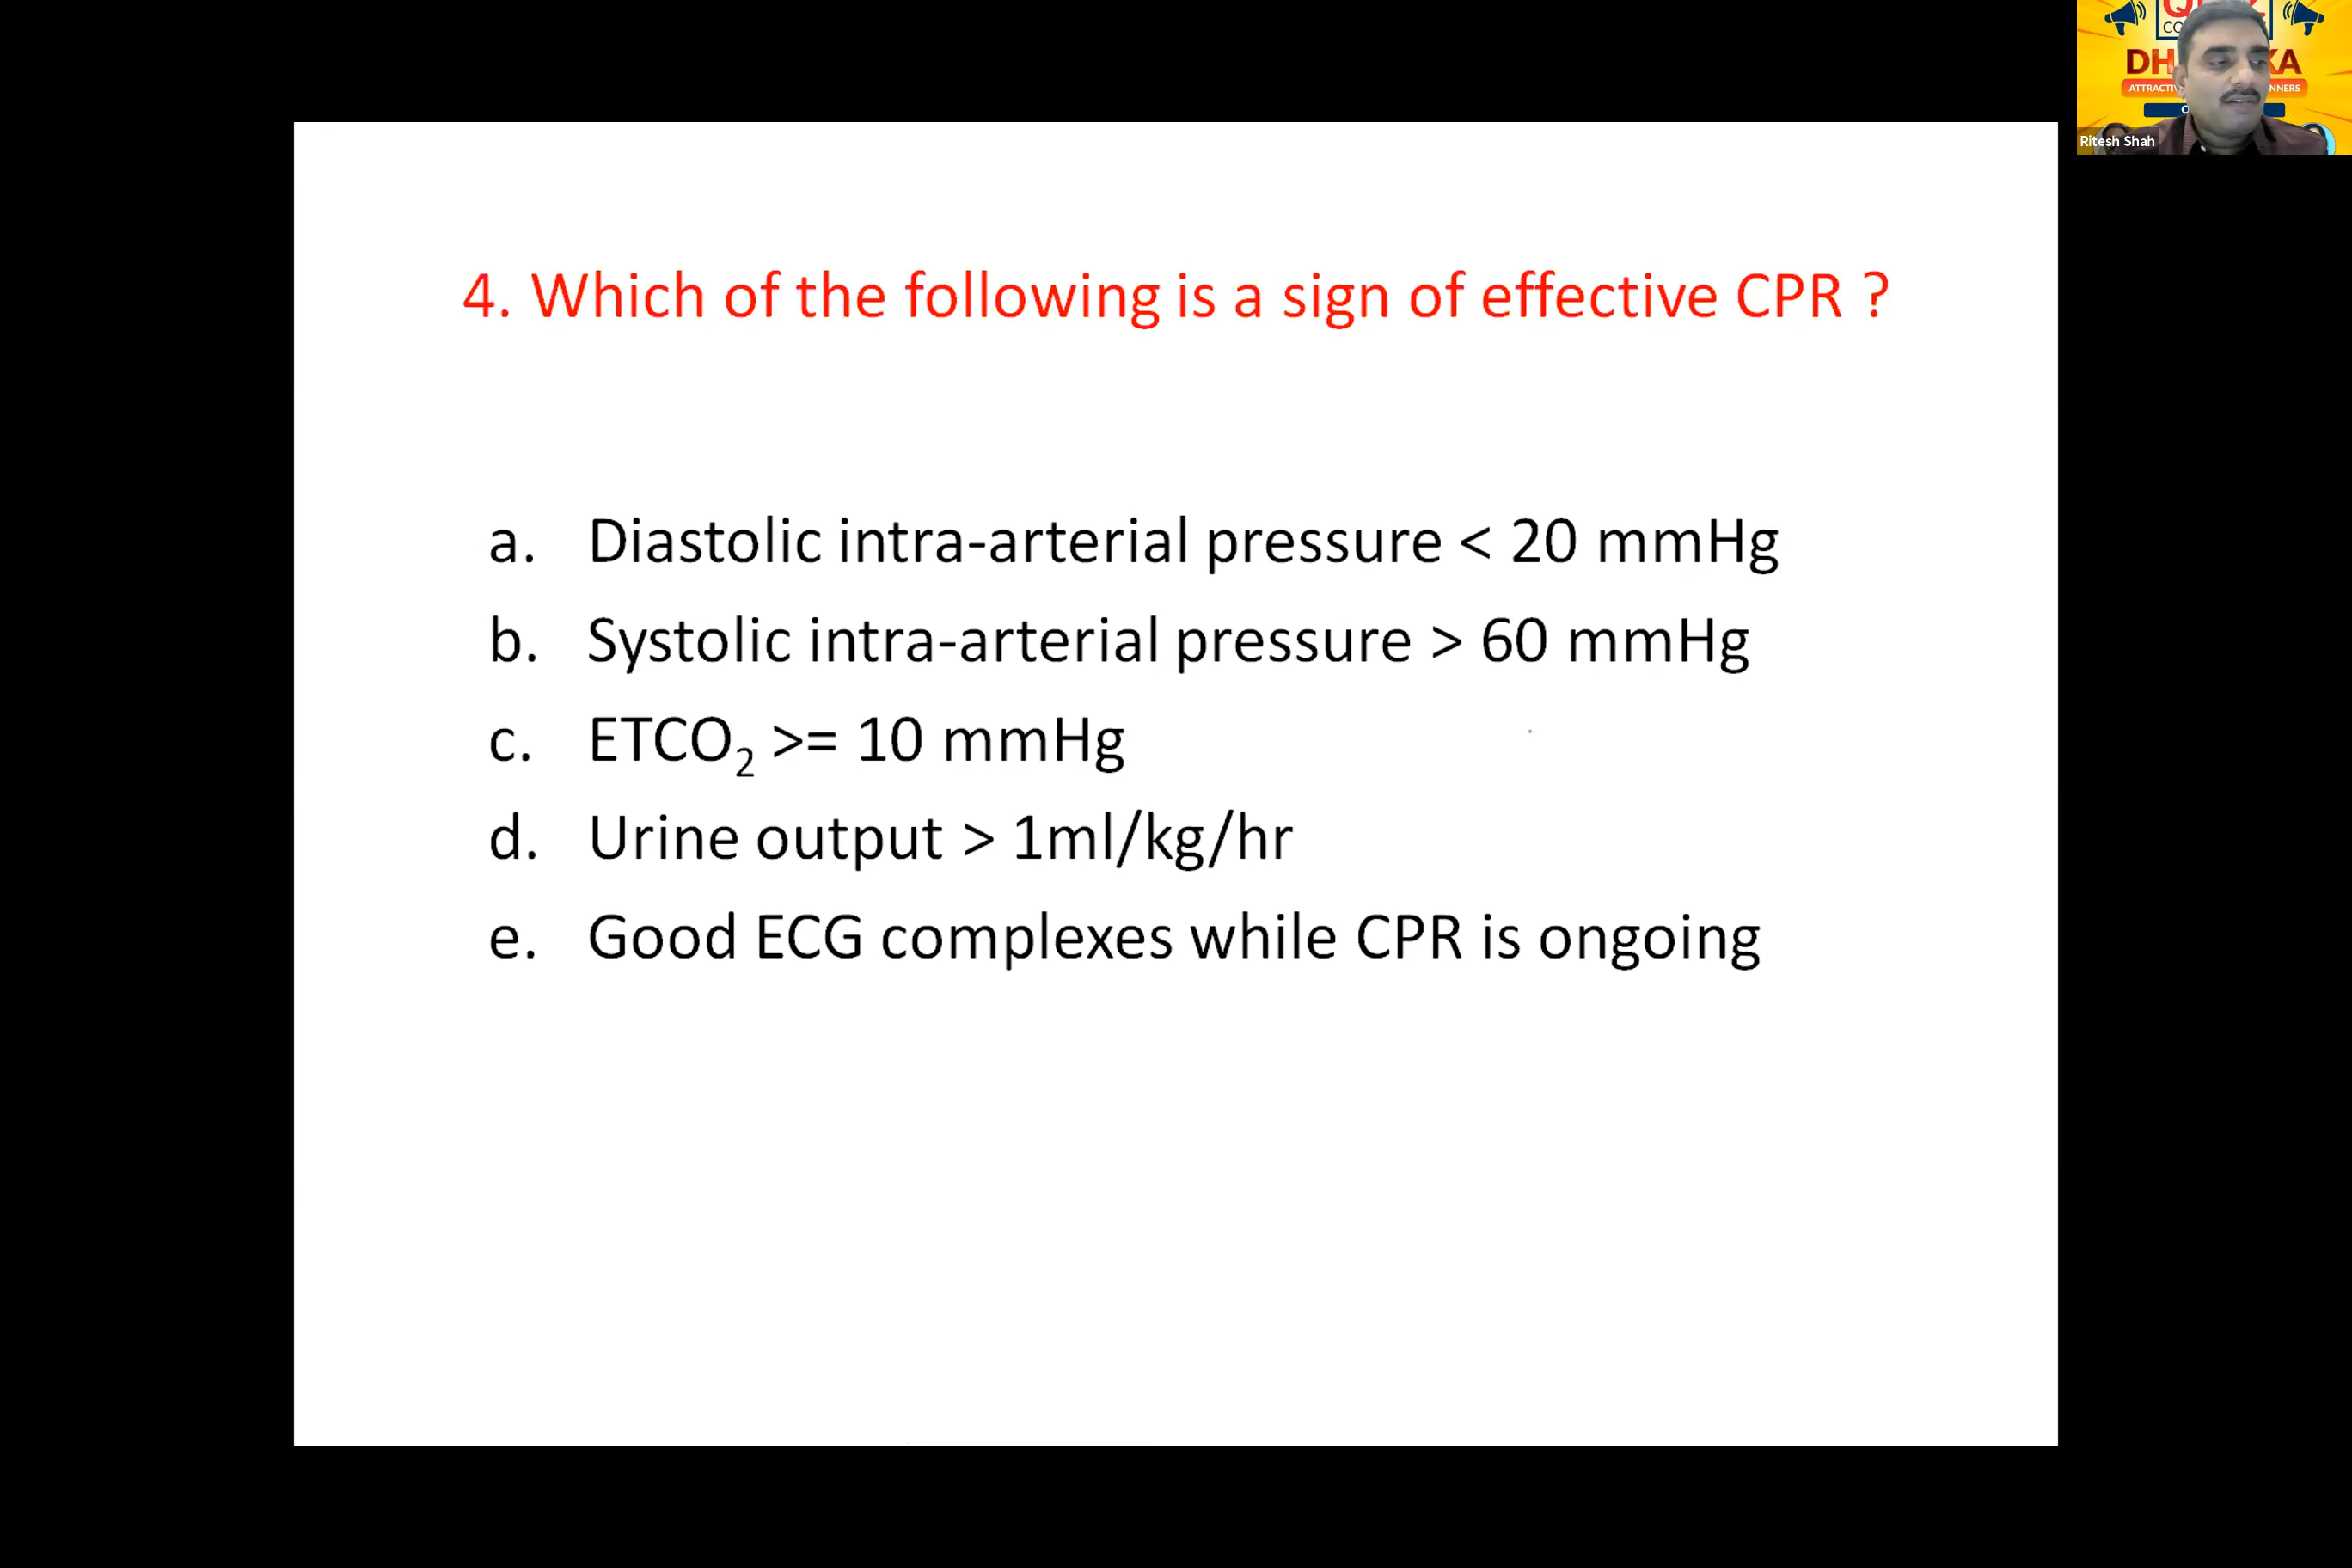 DH KA
Ritesh Shah
4. Which of the following is a sign of effective CPR ?
a. Diastolic intra-arterial pressure < 20 mmHg
b. Systolic intra-arterial pressure > 60 mmHg
c. ETCO₂ >= 10 mmHg
d. Urine output > 1ml/kg/hr
e. Good ECG complexes while CPR is ongoing